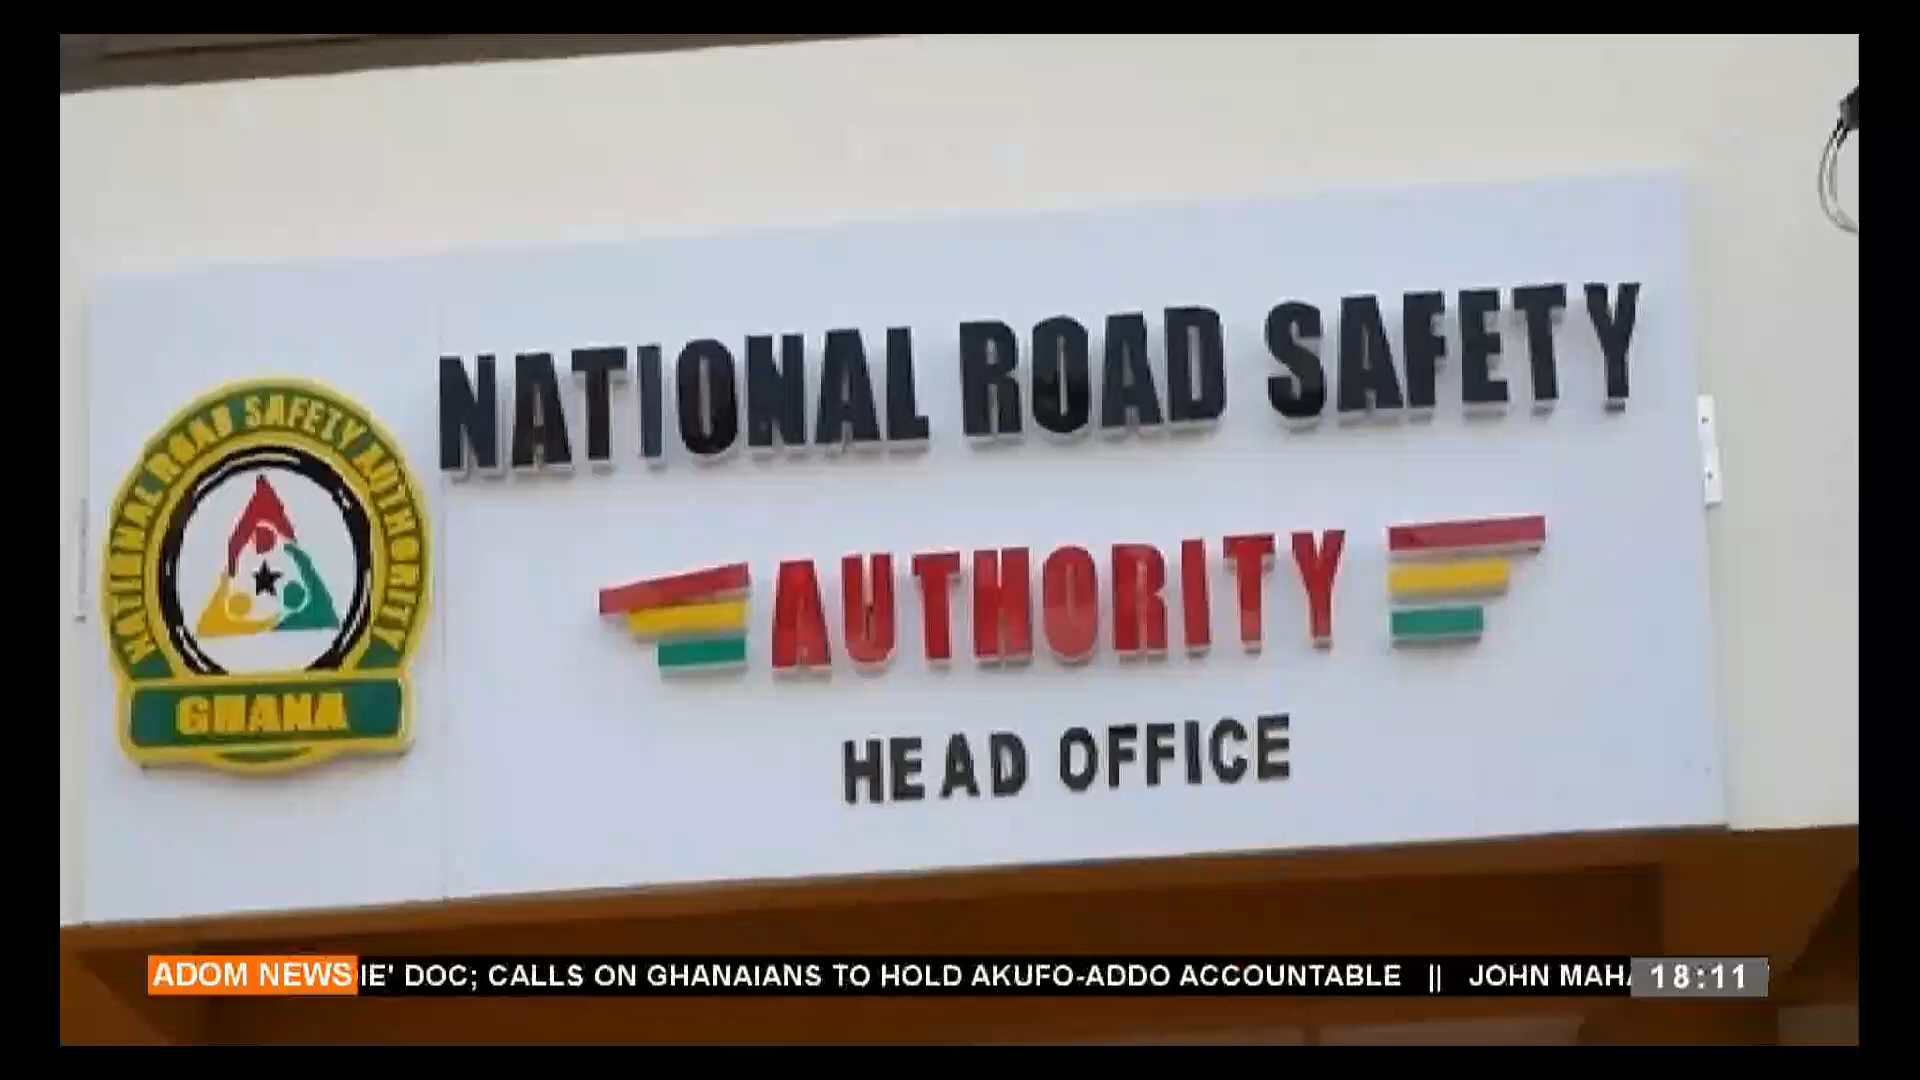 NATIONAL ROAD SAFETY
AUTHORITY
HEAD OFFICE
NATIONAL ROAD SAFETY AUTHORITY
GHANA
ADOM NEWS
IE' DOC; CALLS ON GHANAIANS TO HOLD AKUFO-ADDO ACCOUNTABLE || JOHN MAH
18:11